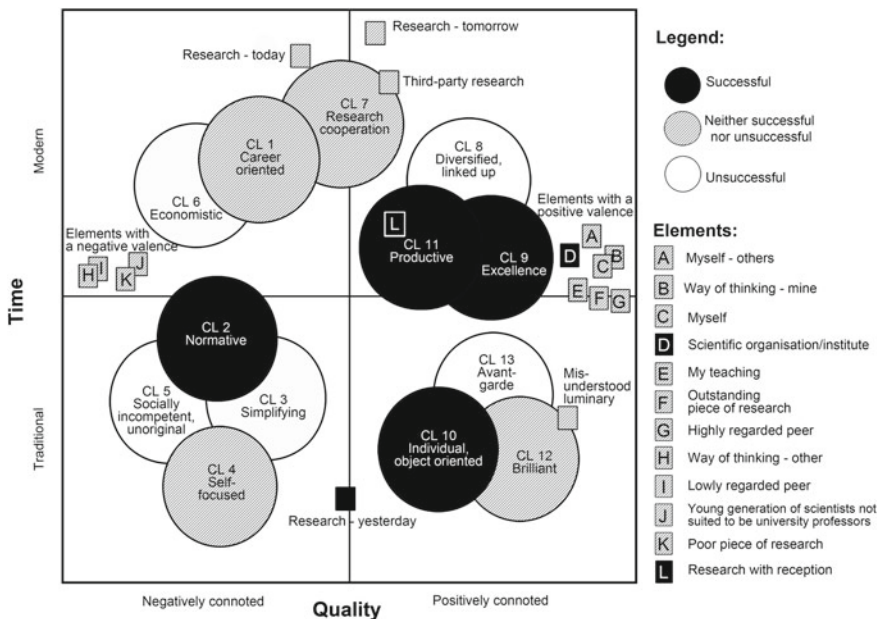 Research - tomorrow
Research - today
Third-party research
CL 7
Research
cooperation
CL 1
Career
oriented
CL 8
Diversified,
linked up
CL 6
Economistic
Elements with
a negative valence
H
I
K
J
L
CL 11
Productive
CL 9
Excellence
Elements with a
positive valence
A
D
B
C
E
F
G
CL 2
Normative
CL 5
Socially
incompetent,
unoriginal
CL 3
Simplifying
CL 4
Self-
focused
CL 13
Avant-
garde
Mis-
understood
luminary
CL 10
Individual,
object oriented
CL 12
Brilliant
Research - yesterday
Modern
Time
Traditional
Negatively connoted
Quality
Positively connoted
Legend:
Successful
Neither successful
nor unsuccessful
Unsuccessful
Elements:
A Myself - others
B Way of thinking - mine
C Myself
D Scientific organisation/institute
E My teaching
F Outstanding
piece of research
G Highly regarded peer
H Way of thinking - other
I Lowly regarded peer
J Young generation of scientists not
suited to be university professors
K Poor piece of research
L Research with reception